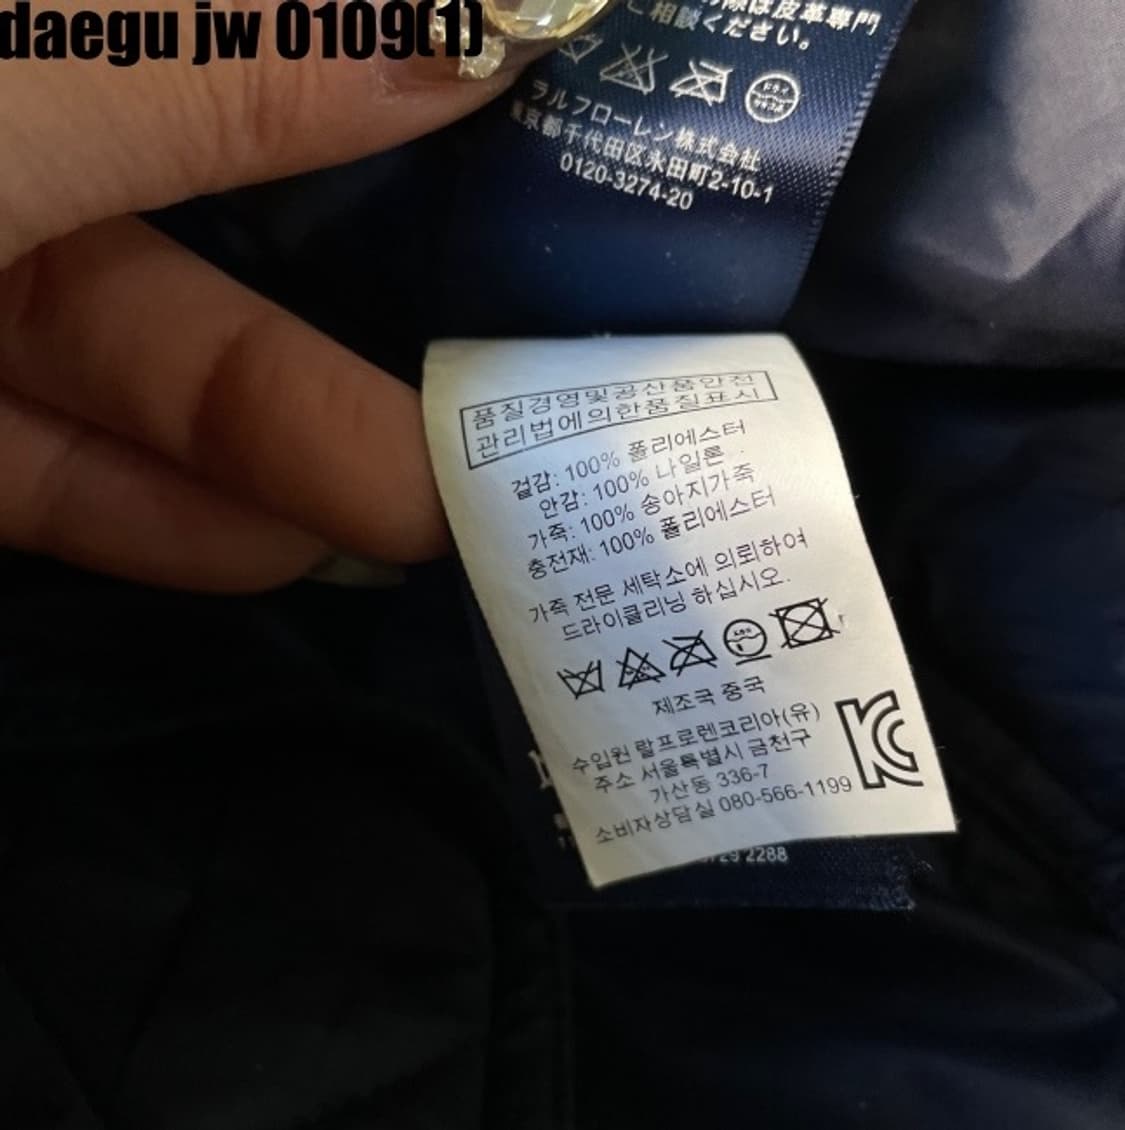 daegu jw 0109(1)
際は皮革専門
ご相談ください。
ドライ
ラルフローレン株式会社
東京都千代田区永田町2-10-1
0120-3274-20
품질경영및공산품안전
관리법에의한품질표시
겉감: 100% 폴리에스터
안감: 100% 나일론
가죽: 100% 송아지가죽
충전재: 100% 폴리에스터
가죽 전문 세탁소에 의뢰하여
드라이클리닝 하십시오.
제조국 중국
수입원 랄프로렌코리아(유)
주소 서울특별시 금천구
가산동 336-7
소비자상담실 080-566-1199
2288